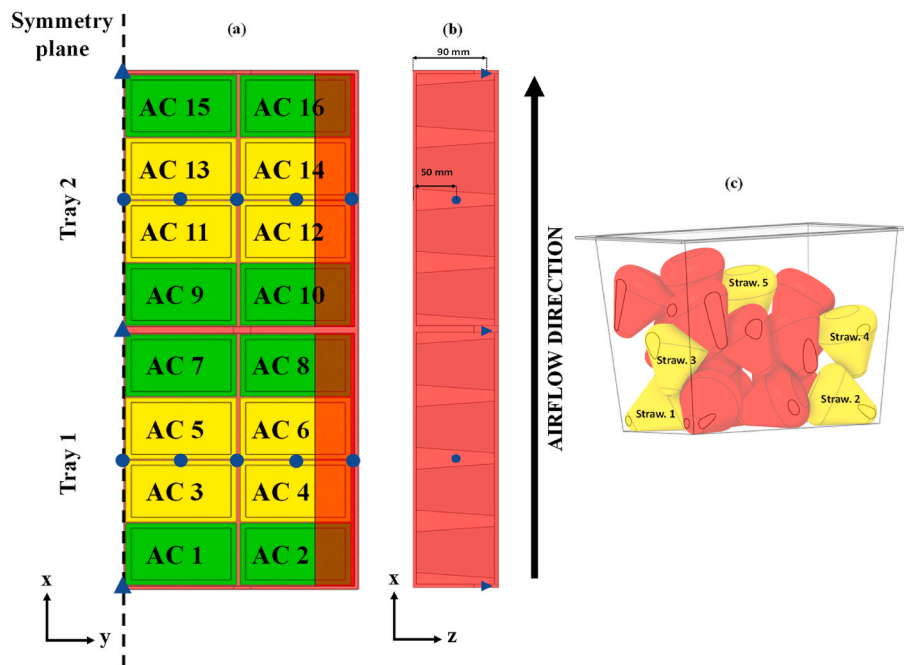 Symmetry
plane
(a)
(b)
90 mm
AC 15
AC 16
AC 13
AC 14
Tray 2
50 mm
AC 11
AC 12
AC 9
AC 10
AC 7
AC 8
AC 5
AC 6
Tray 1
AC 3
AC 4
AC 1
AC 2
x
y
x
z
AIRFLOW DIRECTION
(c)
Straw. 5
Straw. 4
Straw. 3
Straw. 2
Straw. 1